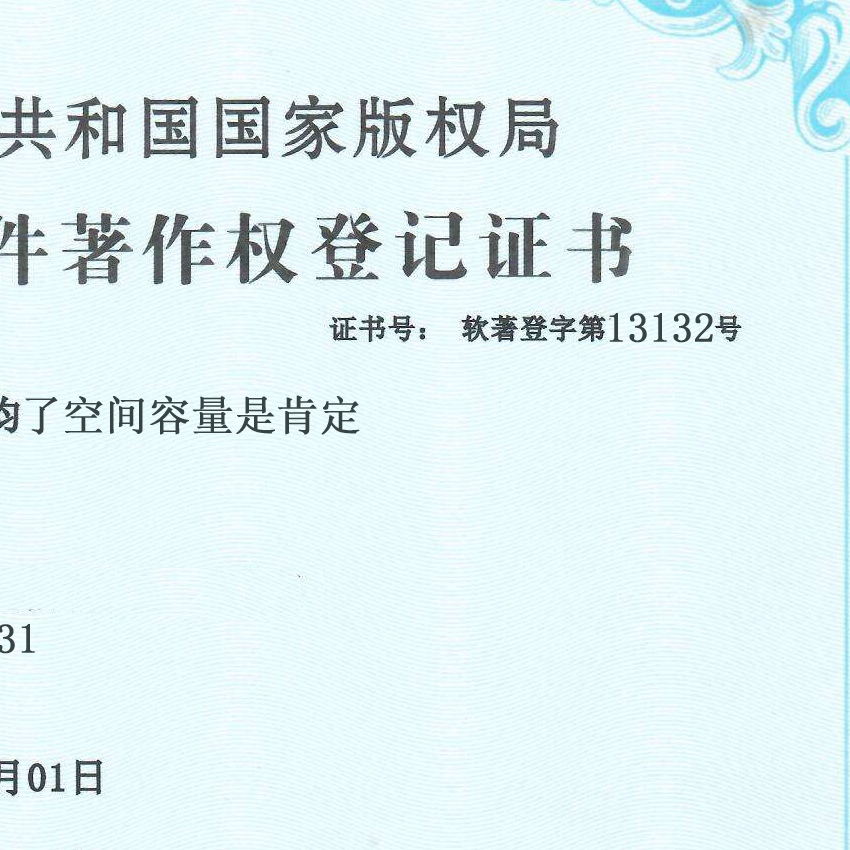 共和国国家版权局
件著作权登记证书
证书号: 软著登字第13132号
了空间容量是肯定
31
月01日